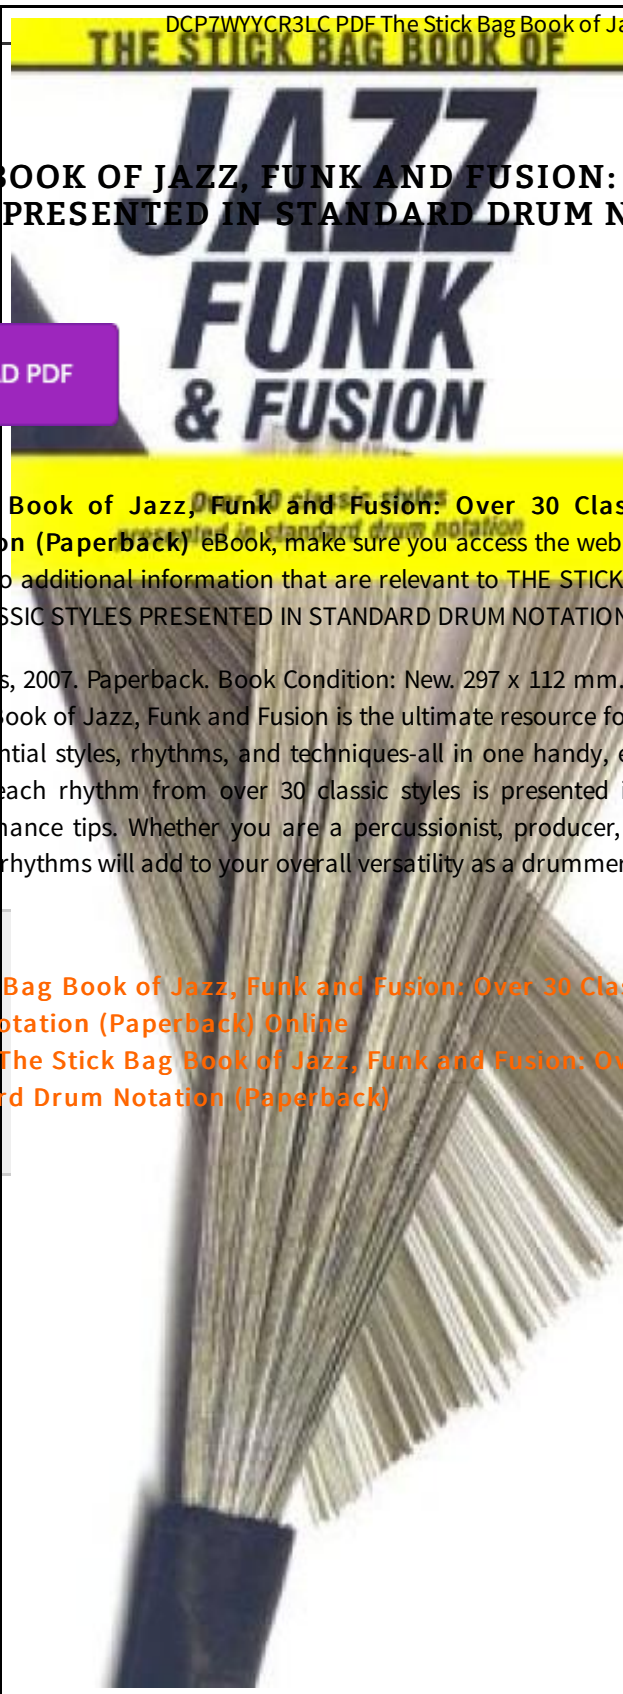 DCP7WYYCR3LC PDF The Stick Bag Book of Ja
THE STICK BAG BOOK OF
JAZZ
BOOK OF JAZZ, FUNK AND FUSION:
PRESENTED IN STANDARD DRUM N
FUNK
D PDF
& FUSION
Over 30 classic styles
Book of Jazz, Funk and Fusion: Over 30 Clas
presented in standard drum notation
on (Paperback) eBook, make sure you access the web
o additional information that are relevant to THE STICK
SSIC STYLES PRESENTED IN STANDARD DRUM NOTATION
s, 2007. Paperback. Book Condition: New. 297 x 112 mm.
Book of Jazz, Funk and Fusion is the ultimate resource fo
ntial styles, rhythms, and techniques-all in one handy, e
each rhythm from over 30 classic styles is presented i
nance tips. Whether you are a percussionist, producer,
rhythms will add to your overall versatility as a drummer
Bag Book of Jazz, Funk and Fusion: Over 30 Clas
otation (Paperback) Online
The Stick Bag Book of Jazz, Funk and Fusion: Ov
rd Drum Notation (Paperback)